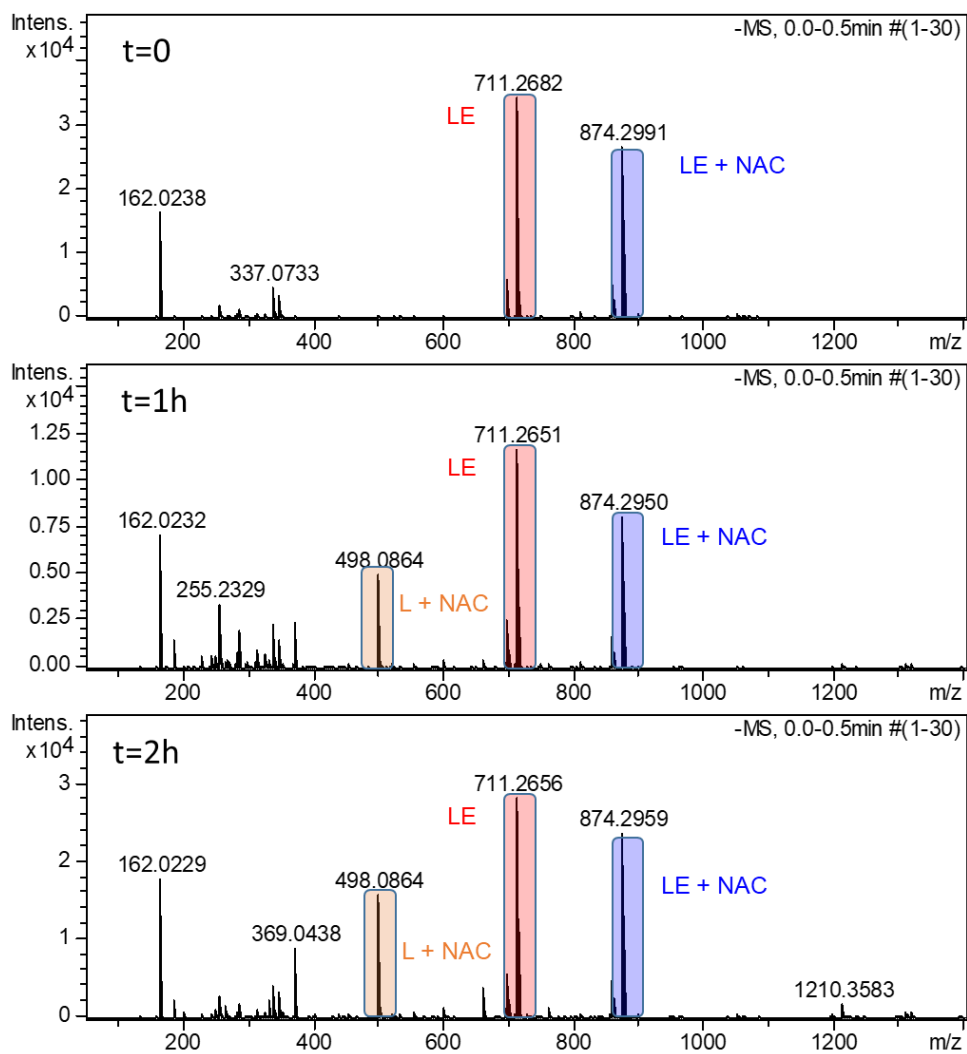 Intens.
x10⁴
-MS, 0.0-0.5min #(1-30)
t=0
711.2682
LE
874.2991
LE + NAC
3
162.0238
2
337.0733
1
0
200 400 600 800 1000 1200 m/z
Intens.
x10⁴
-MS, 0.0-0.5min #(1-30)
t=1h
711.2651
1.25
LE
1.00
874.2950
162.0232
0.75
LE + NAC
498.0864
0.50
255.2329
L + NAC
0.25
0.00
200 400 600 800 1000 1200 m/z
Intens.
x10⁴
-MS, 0.0-0.5min #(1-30)
t=2h
711.2656
3
LE
874.2959
2
162.0229
498.0864
LE + NAC
369.0438
L + NAC
1
1210.3583
0
200 400 600 800 1000 1200 m/z